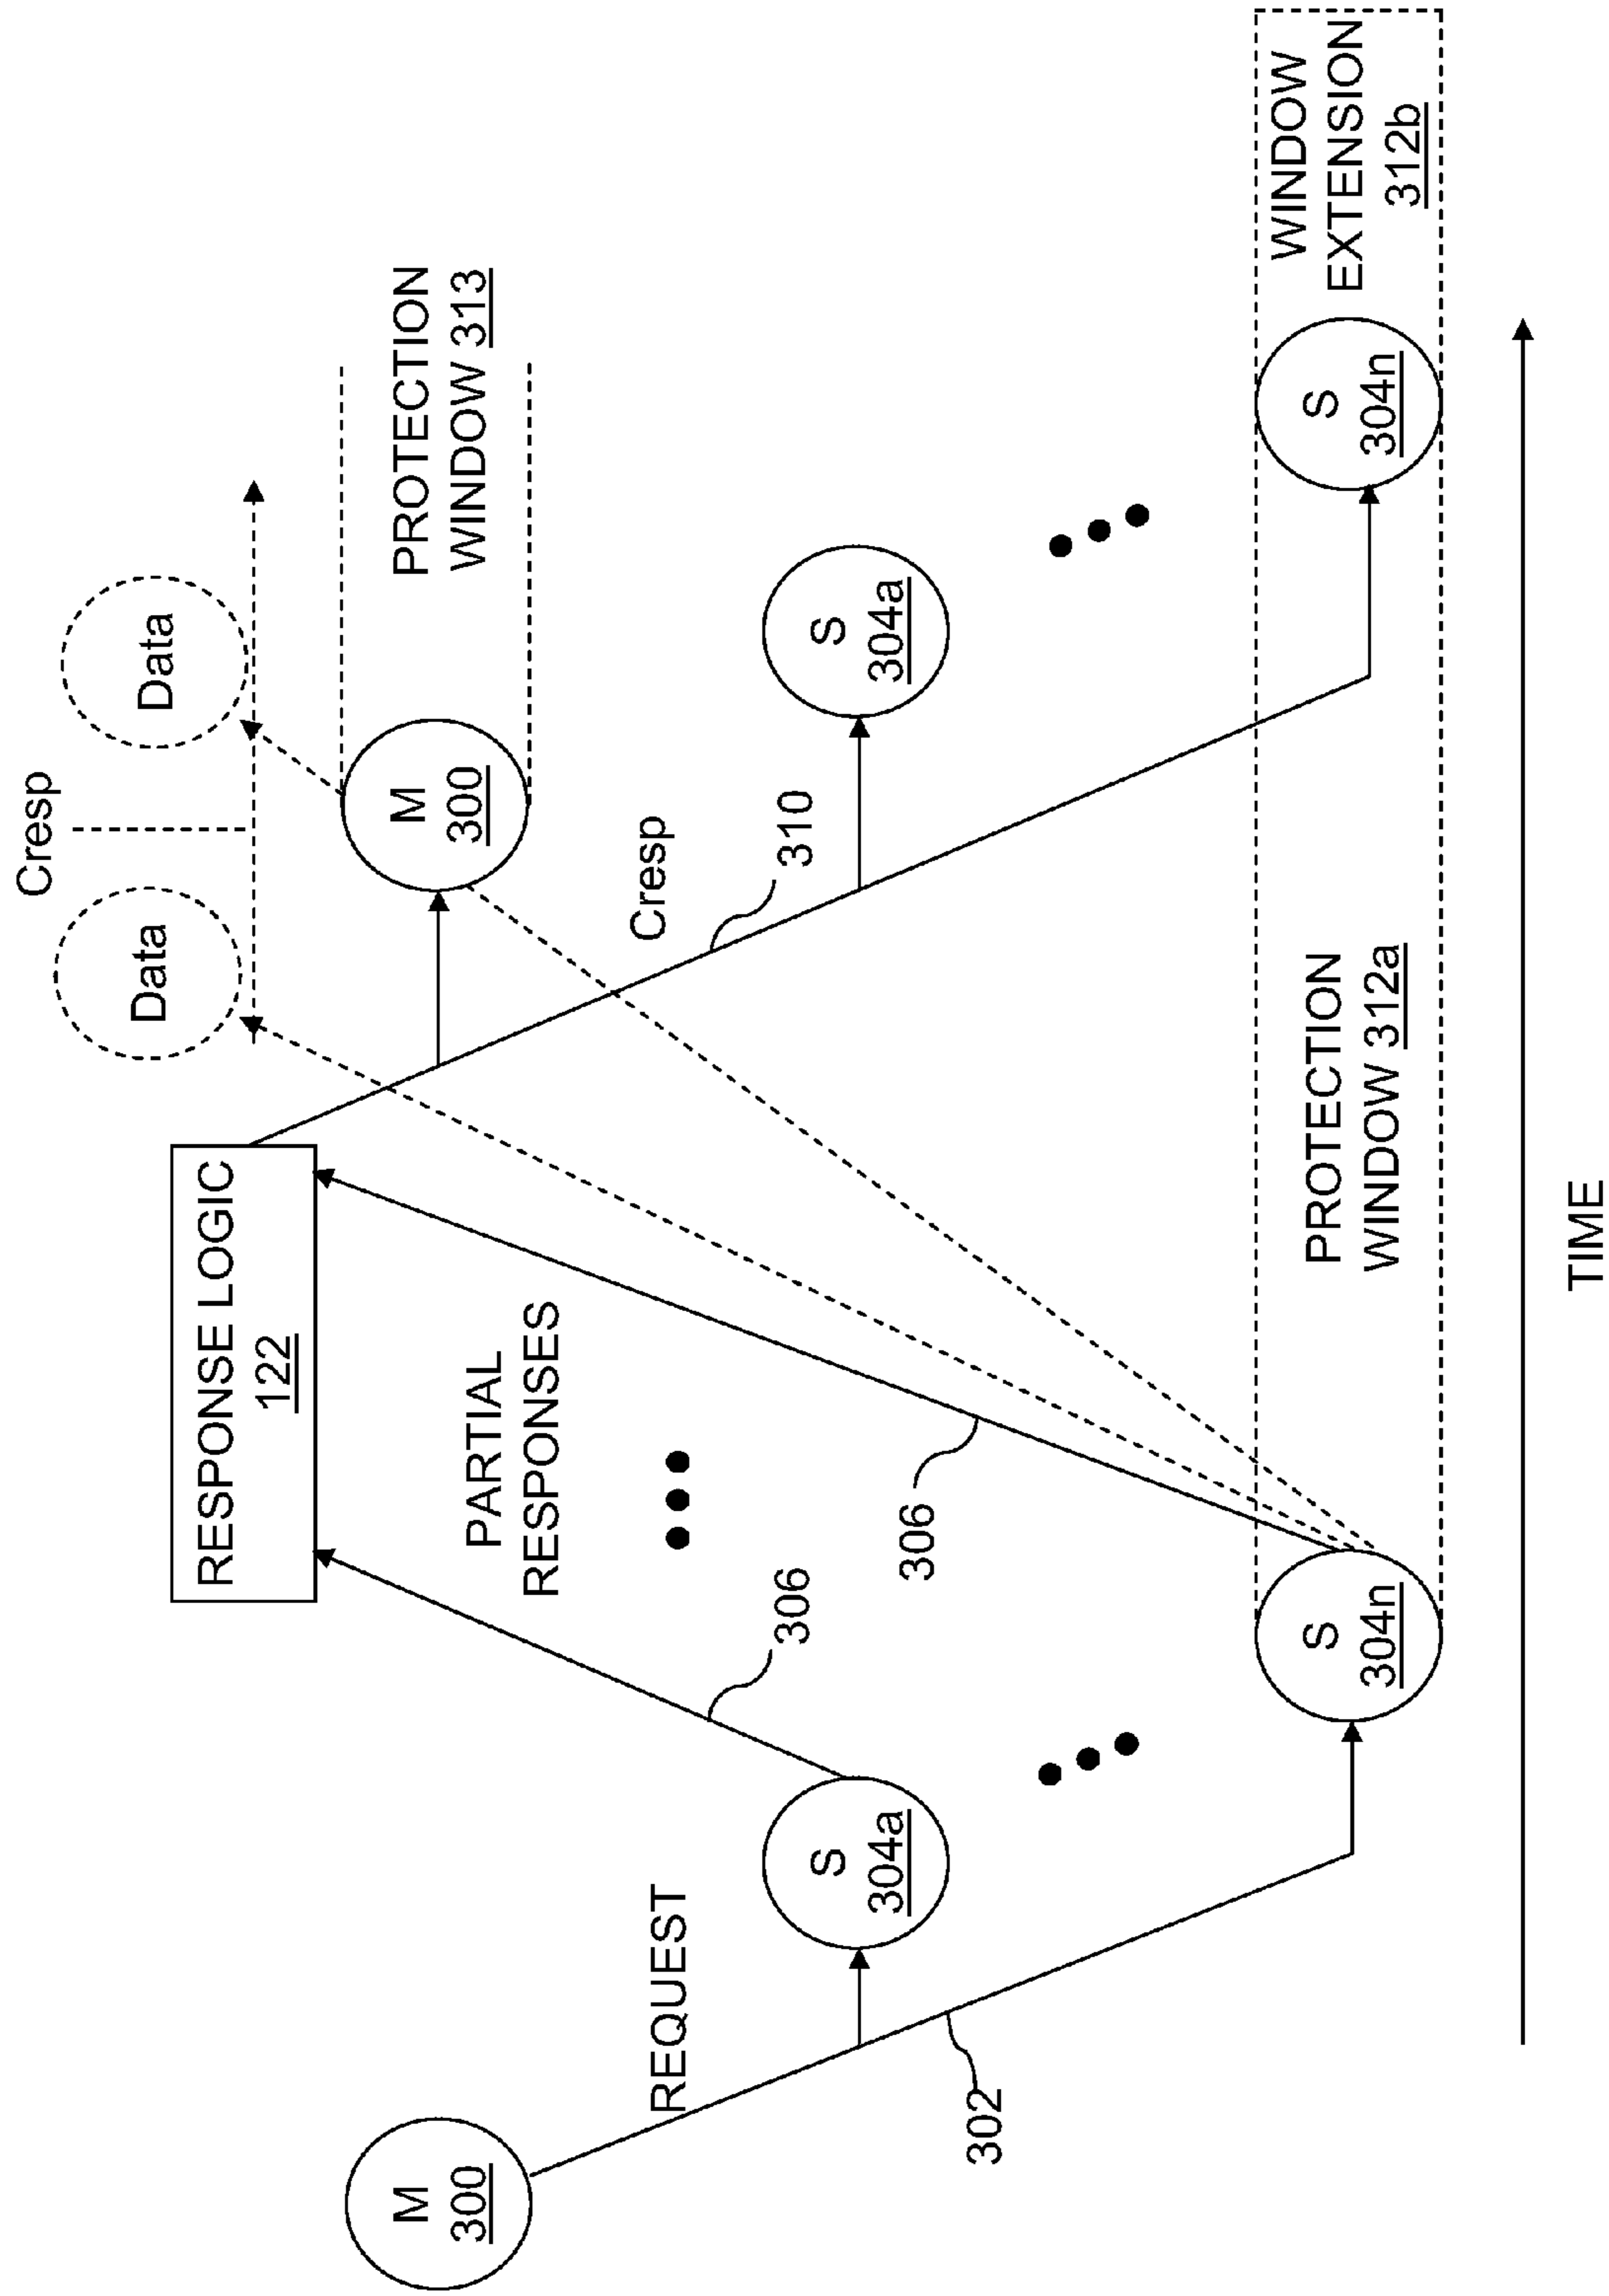 Cresp
Data
Data
RESPONSE LOGIC
122
M
300
PROTECTION
WINDOW 313
PARTIAL
RESPONSES
M
300
REQUEST
Cresp
310
306
S
304a
S
304a
306
302
S
304n
PROTECTION
WINDOW 312a
S
304n
WINDOW
EXTENSION
312b
TIME